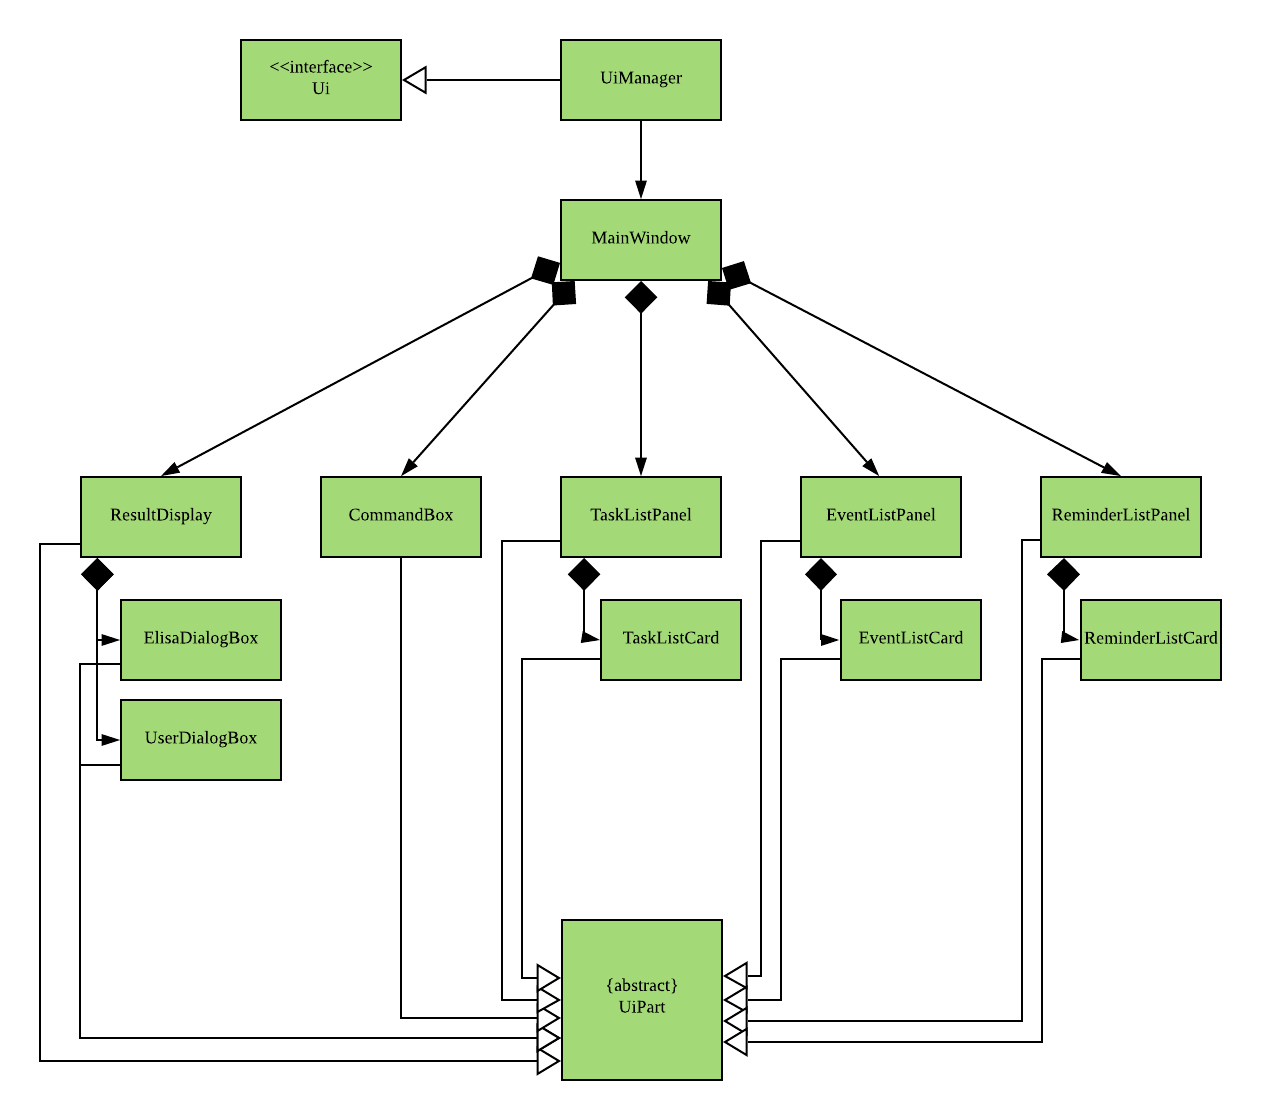 <<interface>>
Ui
UiManager
MainWindow
ResultDisplay
CommandBox
TaskListPanel
EventListPanel
ReminderListPanel
ElisaDialogBox
TaskListCard
EventListCard
ReminderListCard
UserDialogBox
{abstract}
UiPart